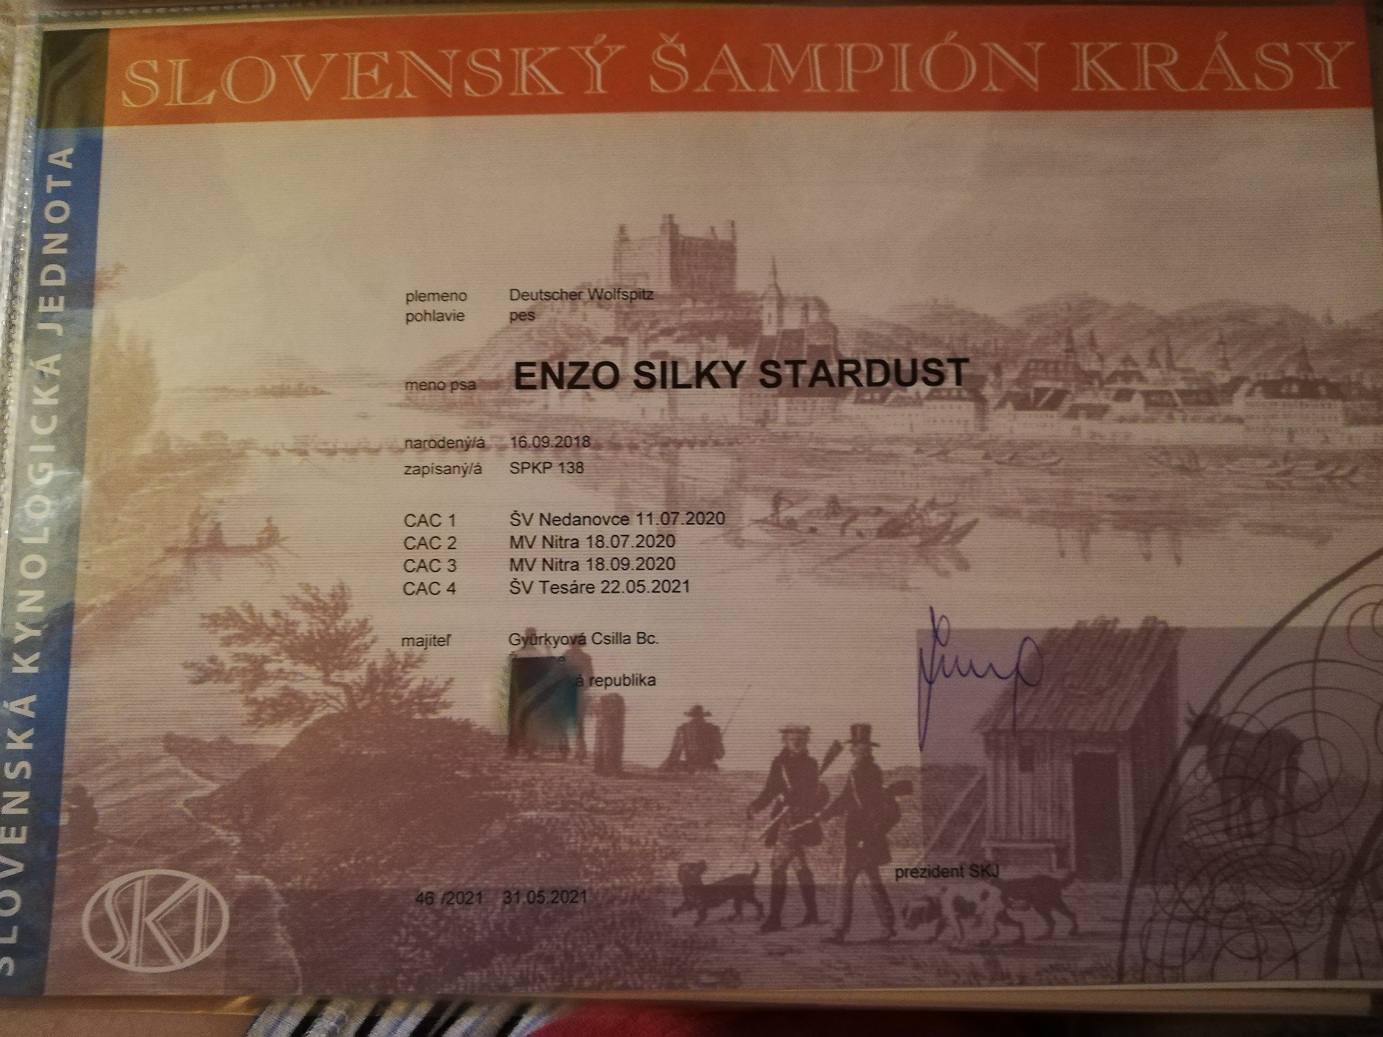 SLOVENSKÝ ŠAMPIÓN KRÁSY
SLOVENSKÁ KYNOLOGICKÁ JEDNOTA
plemeno Deutscher Wolfspitz
pohlavie pes
meno psa ENZO SILKY STARDUST
narodený/á 16.09.2018
zapísaný/á SPKP 138
CAC 1 ŠV Nedanovce 11.07.2020
CAC 2 MV Nitra 18.07.2020
CAC 3 MV Nitra 18.09.2020
CAC 4 ŠV Tesáre 22.05.2021
majiteľ Gyürkyová Csilla Bc.
republika
prezident SKJ
46 /2021 31.05.2021
SKJ